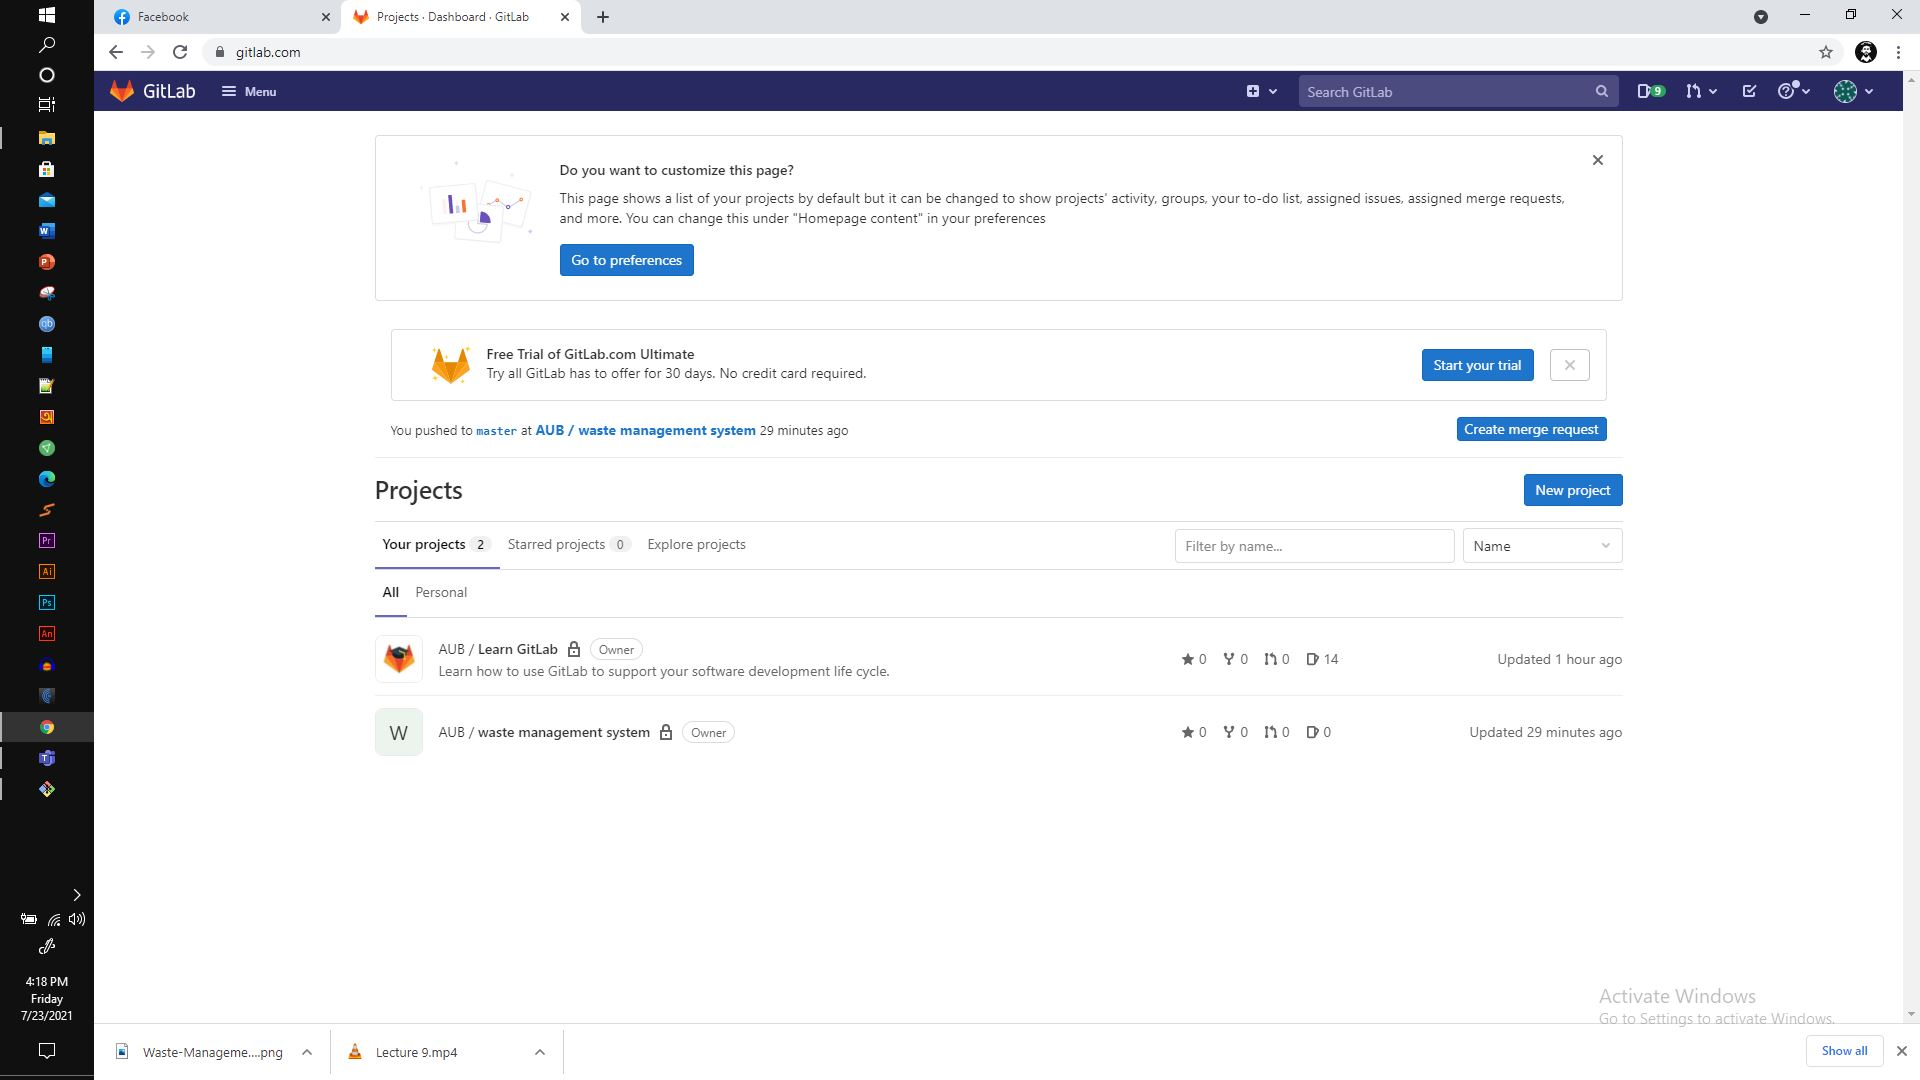 Facebook
Projects · Dashboard · GitLab
gitlab.com
GitLab
Menu
Search GitLab
9
Do you want to customize this page?
This page shows a list of your projects by default but it can be changed to show projects' activity, groups, your to-do list, assigned issues, assigned merge requests,
and more. You can change this under "Homepage content" in your preferences
Go to preferences
Free Trial of GitLab.com Ultimate
Try all GitLab has to offer for 30 days. No credit card required.
Start your trial
You pushed to master at AUB / waste management system 29 minutes ago
Create merge request
Projects
New project
Your projects 2
Starred projects 0
Explore projects
Filter by name...
Name
All
Personal
AUB / Learn GitLab
Owner
Learn how to use GitLab to support your software development life cycle.
0 0 0 14
Updated 1 hour ago
W
AUB / waste management system
Owner
0 0 0 0
Updated 29 minutes ago
W
P
qb
Pr
Ai
Ps
An
T
4:18 PM
Friday
7/23/2021
Activate Windows
Go to Settings to activate Windows.
Waste-Manageme....png
Lecture 9.mp4
Show all